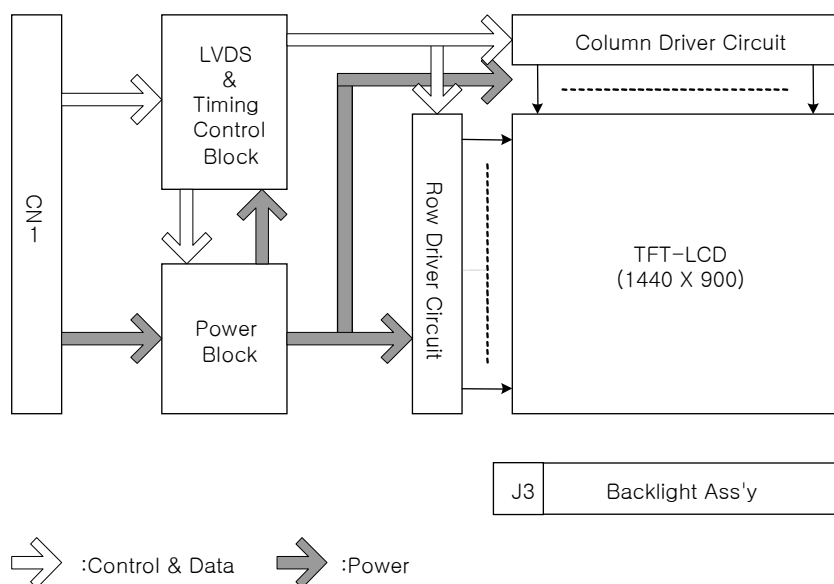 LVDS
&
Timing
Control
Block
Column Driver Circuit
CN1
Row Driver Circuit
TFT-LCD
(1440 X 900)
Power
Block
J3
Backlight Ass'y
:Control & Data
:Power